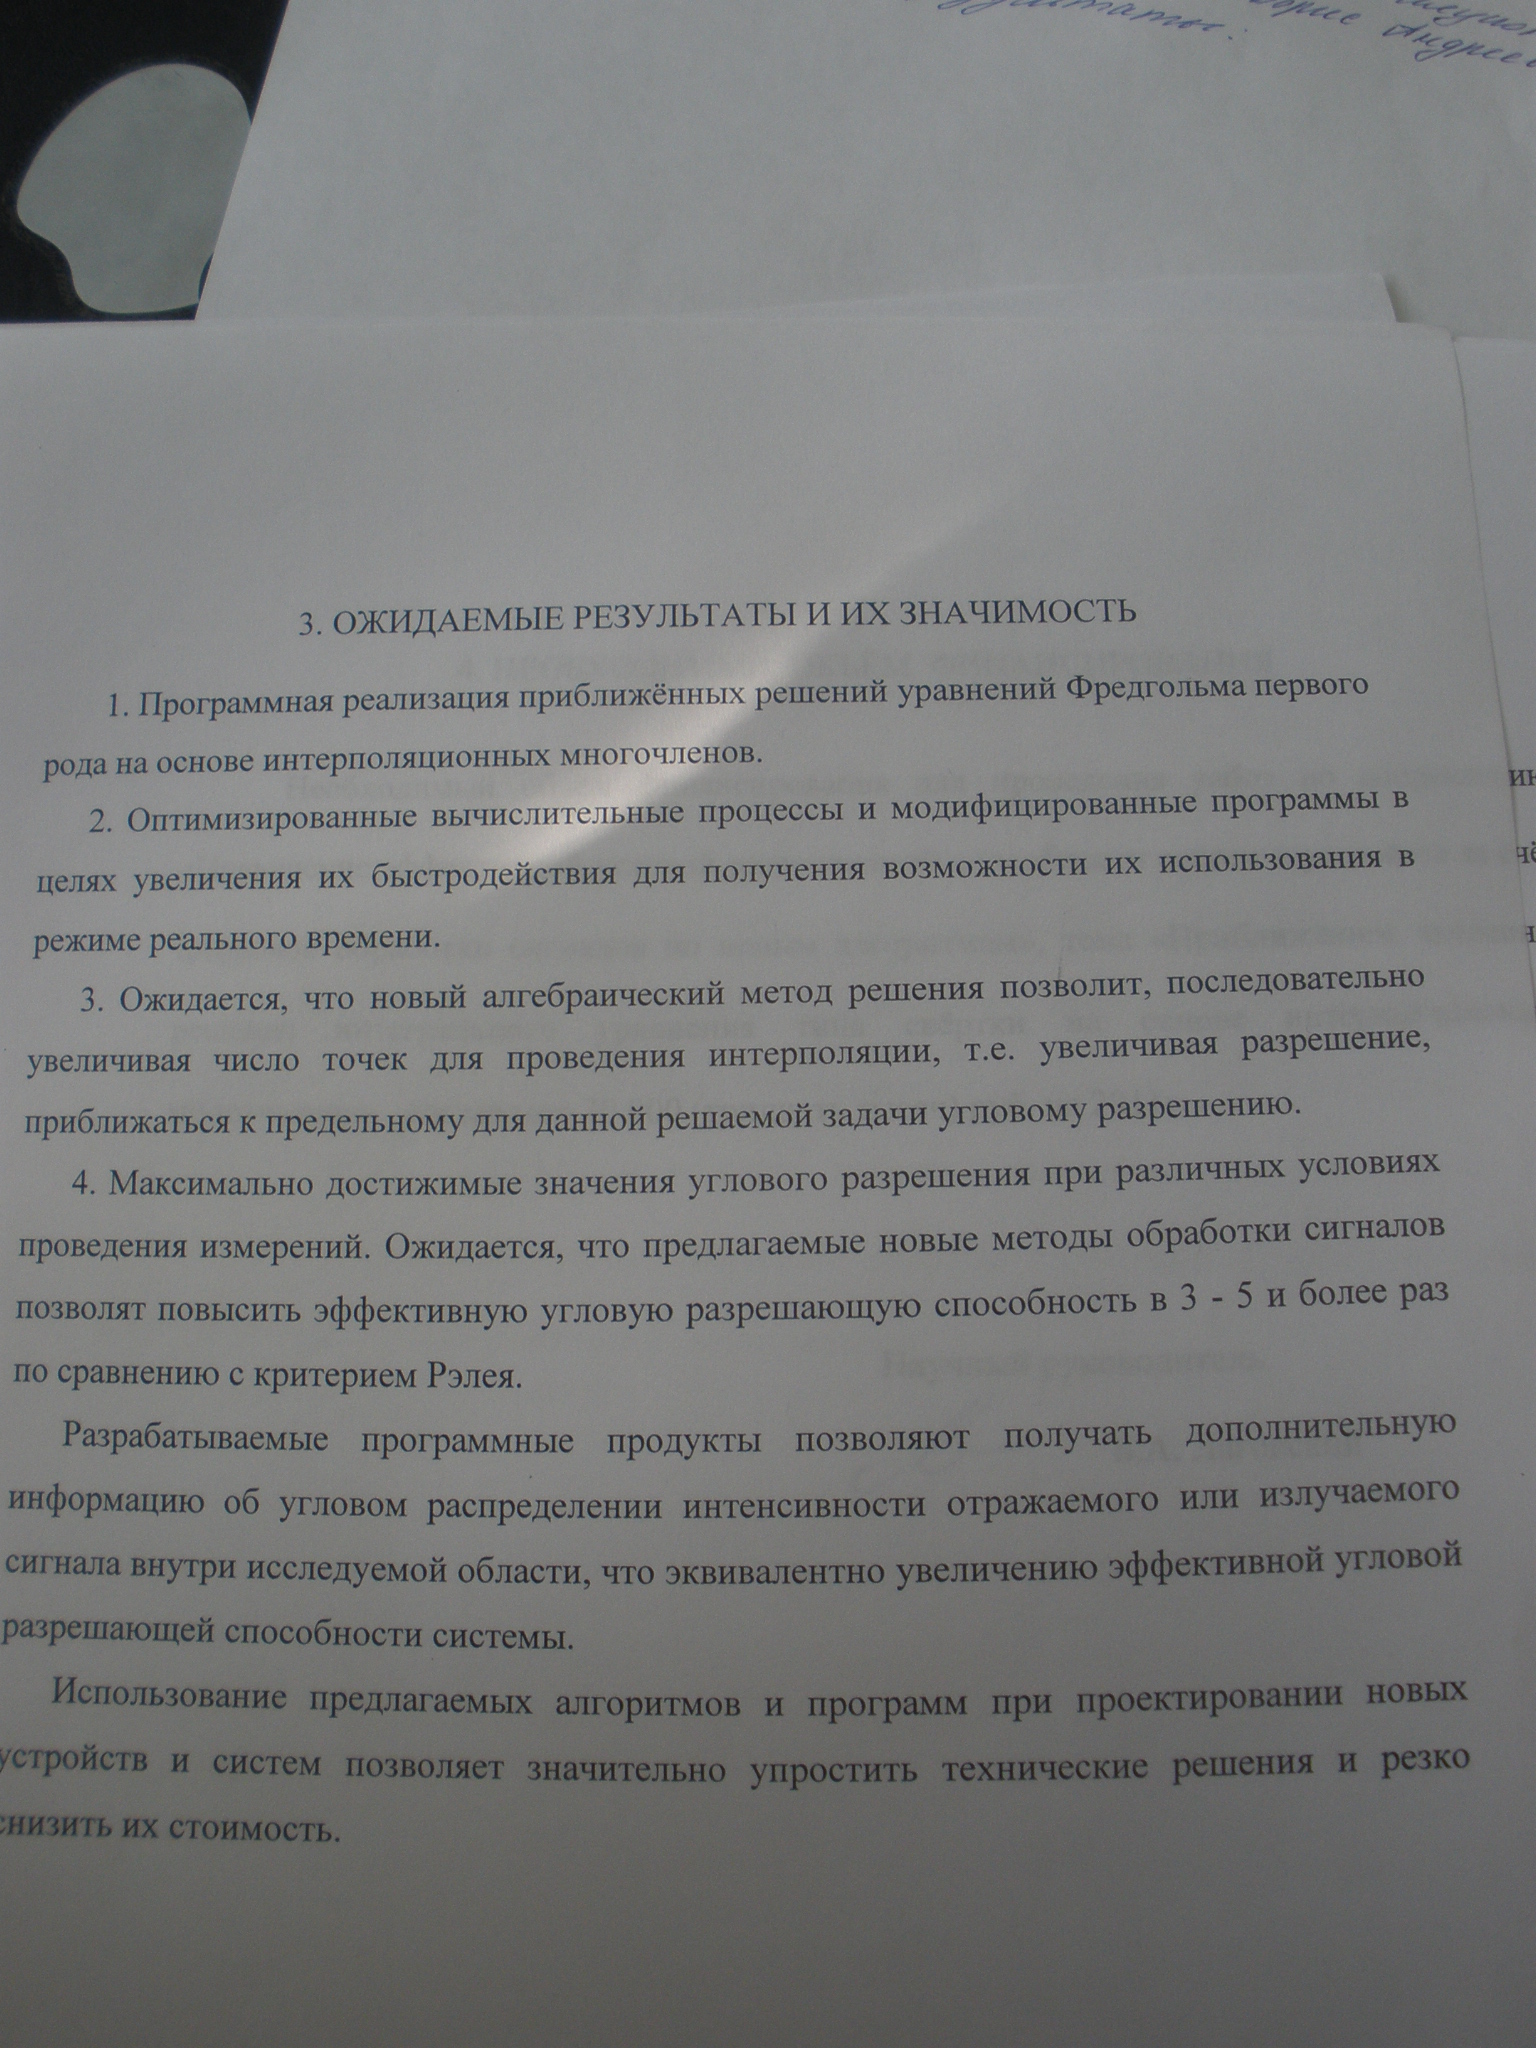 Андрее
3. ОЖИДАЕМЫЕ РЕЗУЛЬТАТЫ И ИХ ЗНАЧИМОСТЬ
1. Программная реализация приближённых решений уравнений Фредгольма первого
рода на основе интерполяционных многочленов.
2. Оптимизированные вычислительные процессы и модифицированные программы в
целях увеличения их быстродействия для получения возможности их использования в
режиме реального времени.
3. Ожидается, что новый алгебраический метод решения позволит, последовательно
увеличивая число точек для проведения интерполяции, т.е. увеличивая разрешение,
приближаться к предельному для данной решаемой задачи угловому разрешению.
4. Максимально достижимые значения углового разрешения при различных условиях
проведения измерений. Ожидается, что предлагаемые новые методы обработки сигналов
позволят повысить эффективную угловую разрешающую способность в 3 - 5 и более раз
по сравнению с критерием Рэлея.
Разрабатываемые программные продукты позволяют получать дополнительную
информацию об угловом распределении интенсивности отражаемого или излучаемого
сигнала внутри исследуемой области, что эквивалентно увеличению эффективной угловой
разрешающей способности системы.
Использование предлагаемых алгоритмов и программ при проектировании новых
устройств и систем позволяет значительно упростить технические решения и резко
снизить их стоимость.